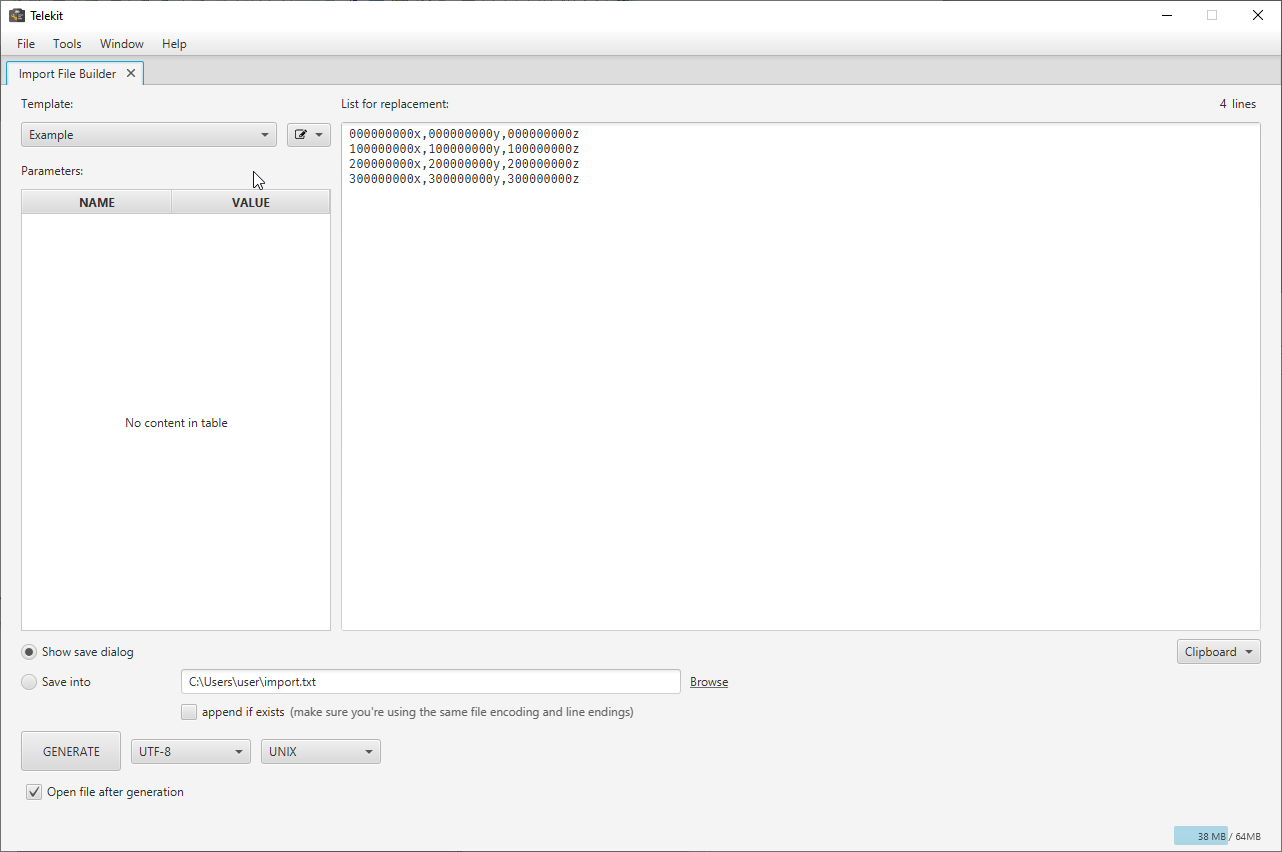 Telekit
File Tools Window Help
Import File Builder
Template:
List for replacement:
4 lines
Example
000000000x,000000000y,000000000z
100000000x,100000000y,100000000z
200000000x,200000000y,200000000z
300000000x,300000000y,300000000z
Parameters:
NAME VALUE
No content in table
Show save dialog
Clipboard
Save into
C:\Users\user\import.txt
Browse
append if exists (make sure you're using the same file encoding and line endings)
GENERATE
UTF-8
UNIX
Open file after generation
38 MB / 64MB